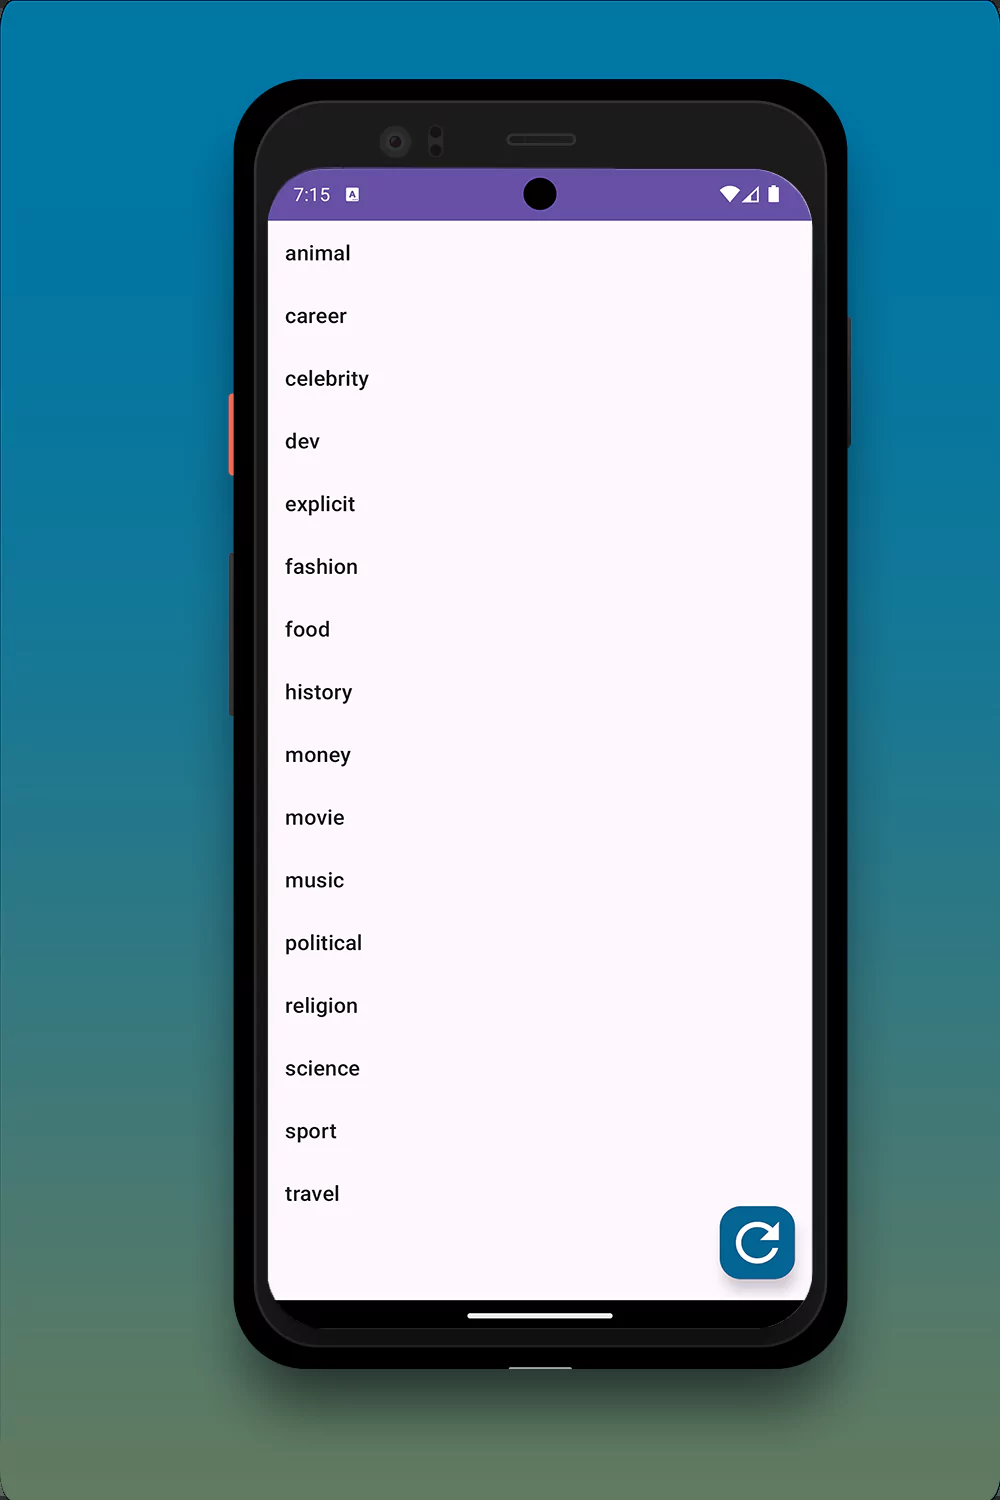 7:15 A
animal
career
celebrity
dev
explicit
fashion
food
history
money
movie
music
political
religion
science
sport
travel